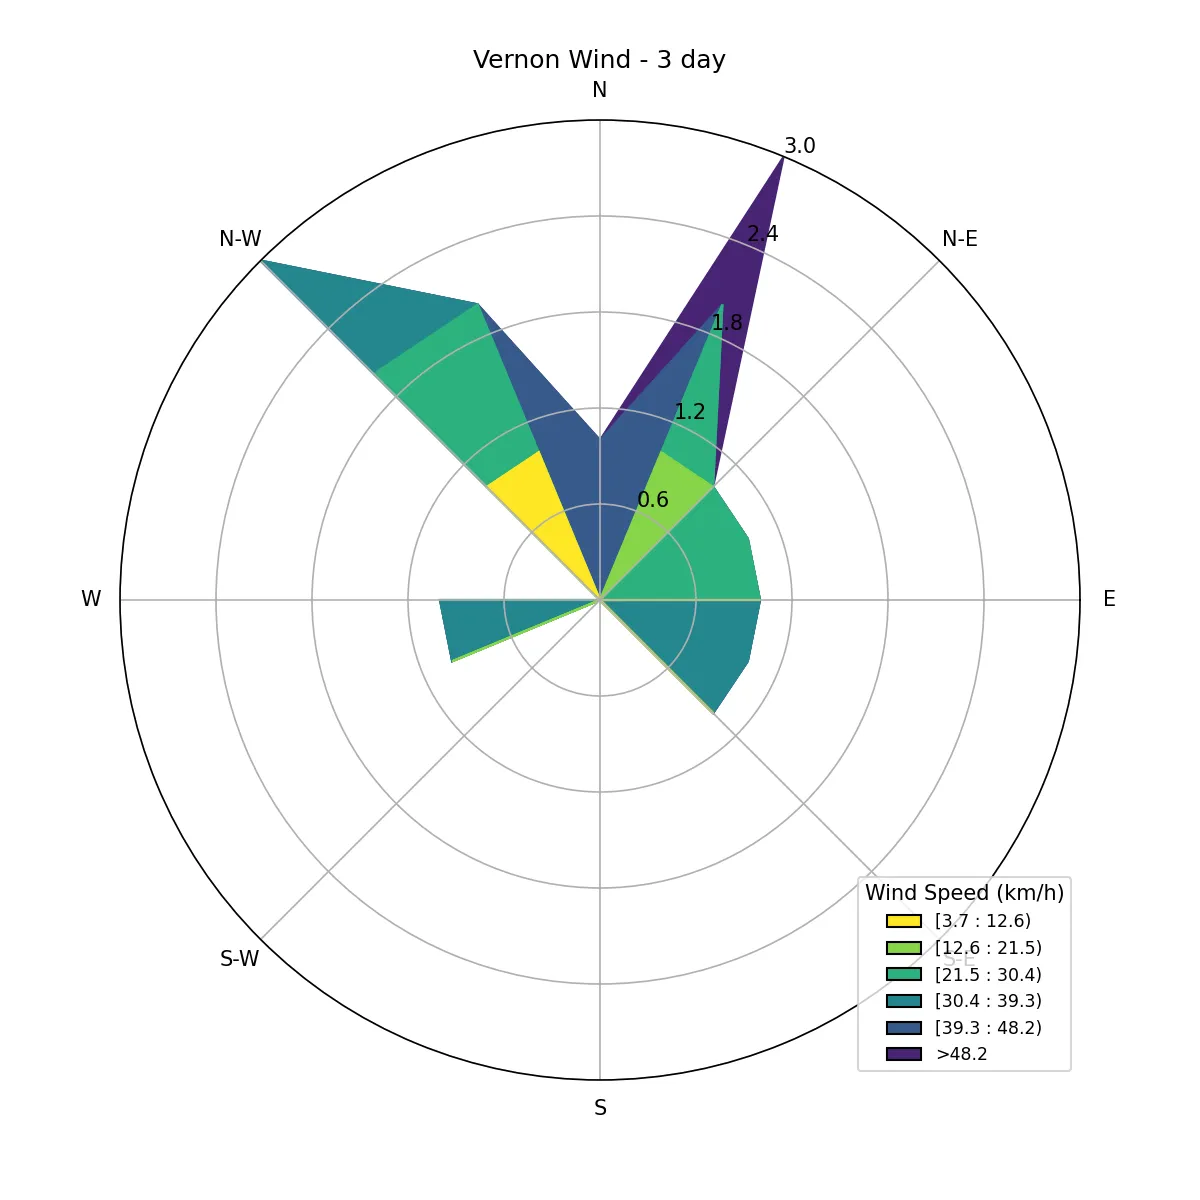 Vernon Wind - 3 day
N
3.0
2.4
N-W
N-E
1.8
1.2
0.6
W
E
S-W
S-E
S
Wind Speed (km/h)
[3.7 : 12.6)
[12.6 : 21.5)
[21.5 : 30.4)
[30.4 : 39.3)
[39.3 : 48.2)
>48.2